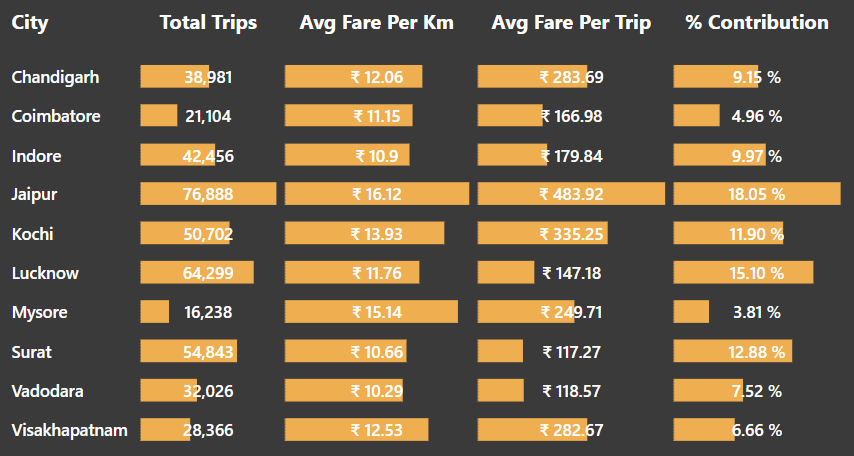 City Total Trips Avg Fare Per Km Avg Fare Per Trip % Contribution
Chandigarh 38,981 ₹ 12.06 ₹ 283.69 9.15 %
Coimbatore 21,104 ₹ 11.15 ₹ 166.98 4.96 %
Indore 42,456 ₹ 10.9 ₹ 179.84 9.97 %
Jaipur 76,888 ₹ 16.12 ₹ 483.92 18.05 %
Kochi 50,702 ₹ 13.93 ₹ 335.25 11.90 %
Lucknow 64,299 ₹ 11.76 ₹ 147.18 15.10 %
Mysore 16,238 ₹ 15.14 ₹ 249.71 3.81 %
Surat 54,843 ₹ 10.66 ₹ 117.27 12.88 %
Vadodara 32,026 ₹ 10.29 ₹ 118.57 7.52 %
Visakhapatnam 28,366 ₹ 12.53 ₹ 282.67 6.66 %